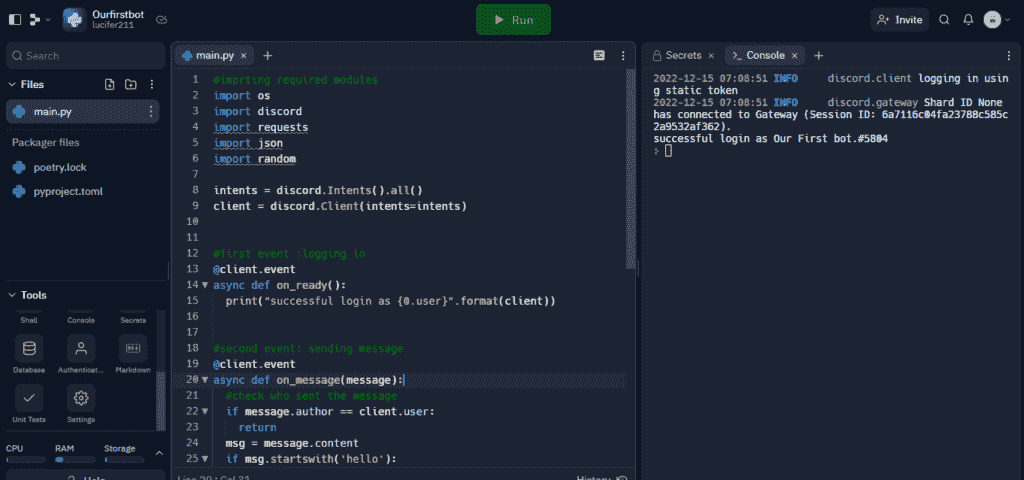 Ourfirstbot
lucifer211
Run
Invite
Search
Files
main.py
Packager files
poetry.lock
pyproject.toml
Tools
Shell
Console
Secrets
Database
Authenticat...
Markdown
Unit Tests
Settings
CPU
RAM
Storage
Help
main.py
1 #imprting required modules
2 import os
3 import discord
4 import requests
5 import json
6 import random
7
8 intents = discord.Intents().all()
9 client = discord.Client(intents=intents)
10
11
12 #first event :logging in
13 @client.event
14 async def on_ready():
15 print("successful login as {0.user}".format(client))
16
17
18 #second event: sending message
19 @client.event
20 async def on_message(message):
21 #check who sent the message
22 if message.author == client.user:
23 return
24 msg = message.content
25 if msg.startswith('hello'):
Line 20 : Col 31
History
Secrets
Console
2022-12-15 07:08:51 INFO discord.client logging in usin
g static token
2022-12-15 07:08:51 INFO discord.gateway Shard ID None
has connected to Gateway (Session ID: 6a7116c04fa23788c585c
2a9532af362).
successful login as Our First bot.#5804